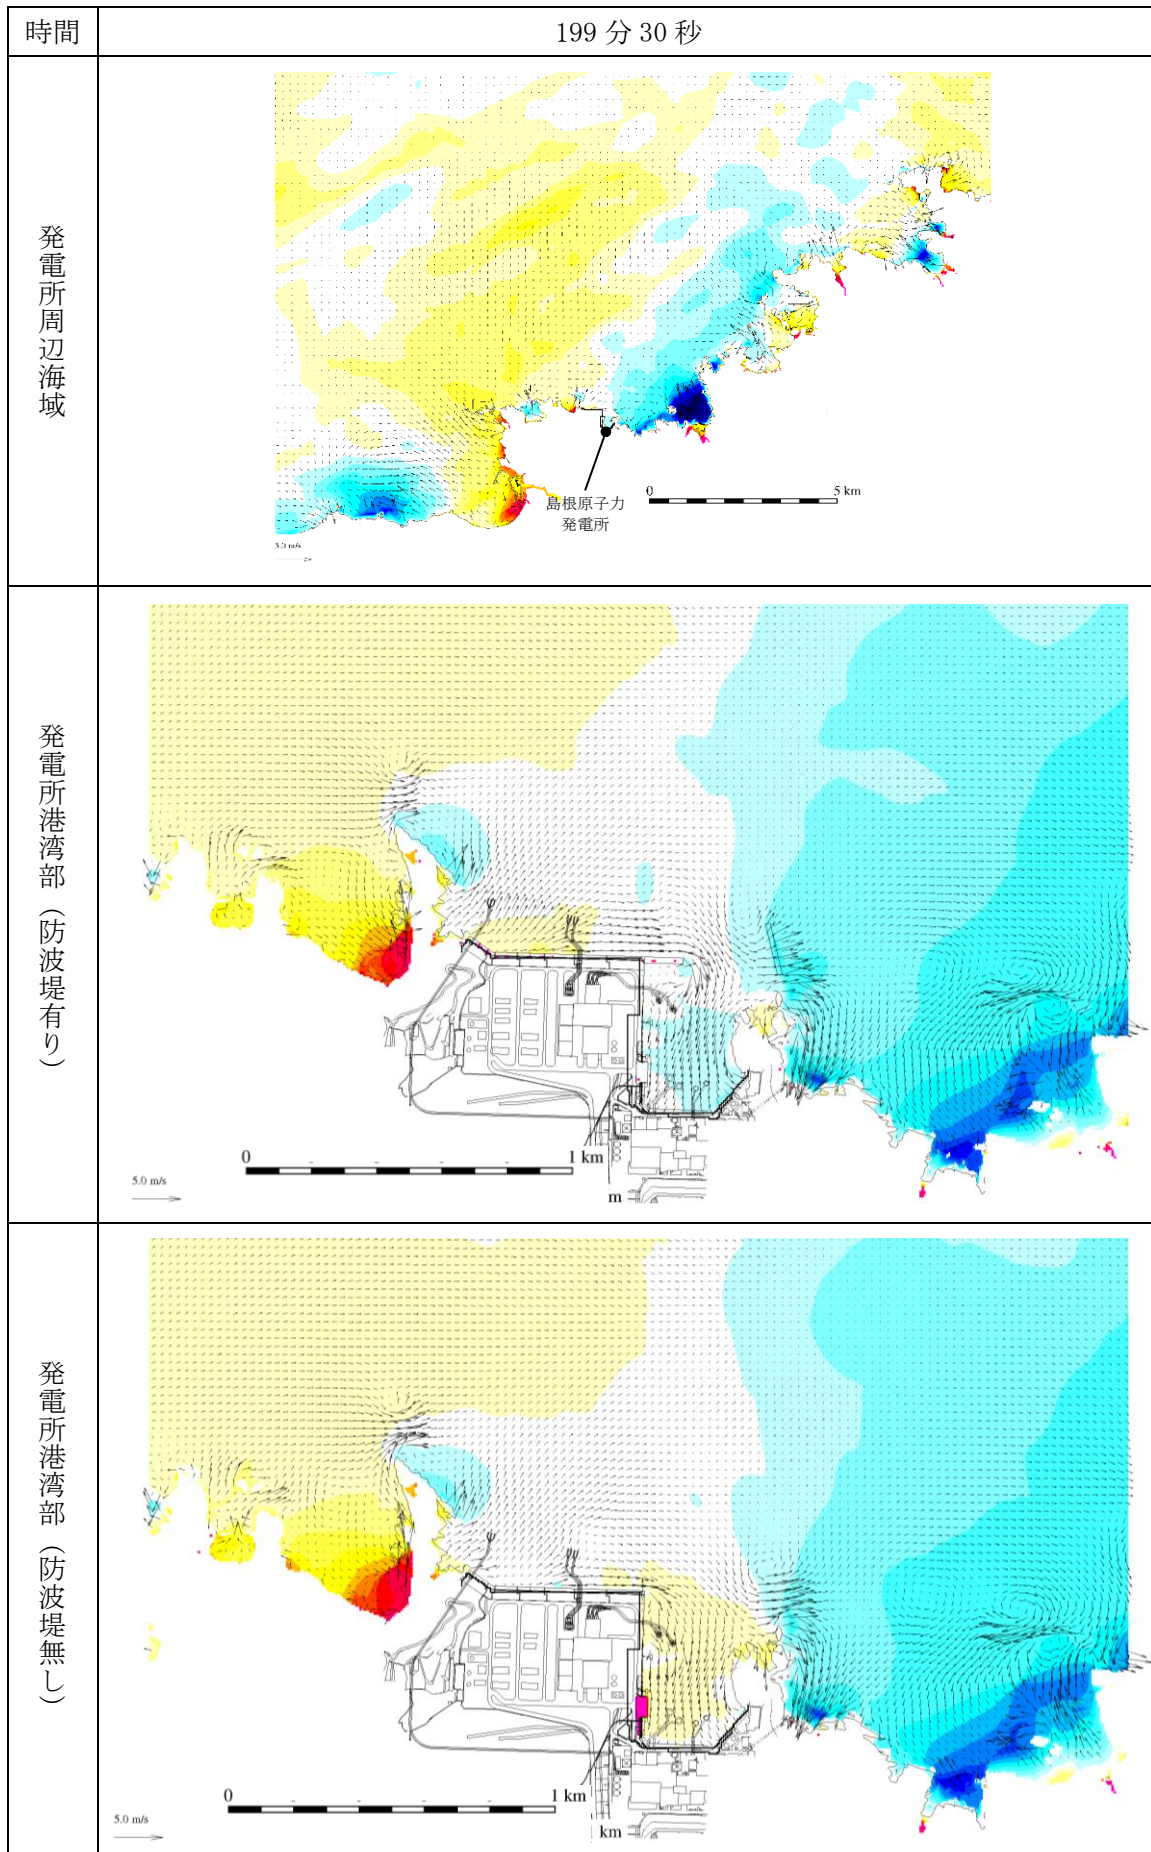 時間
199 分 30 秒
発電所周辺海域
島根原子力
発電所
0 5 km
5.0 m/s
発電所港湾部（防波堤有り）
0 1 km
5.0 m/s
m
発電所港湾部（防波堤無し）
0 1 km
5.0 m/s
km